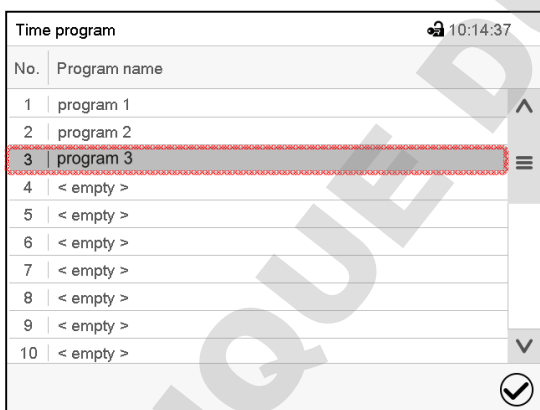 Time program 10:14:37
No. Program name
1 program 1
2 program 2
3 program 3
4 < empty >
5 < empty >
6 < empty >
7 < empty >
8 < empty >
9 < empty >
10 < empty >
QUE D